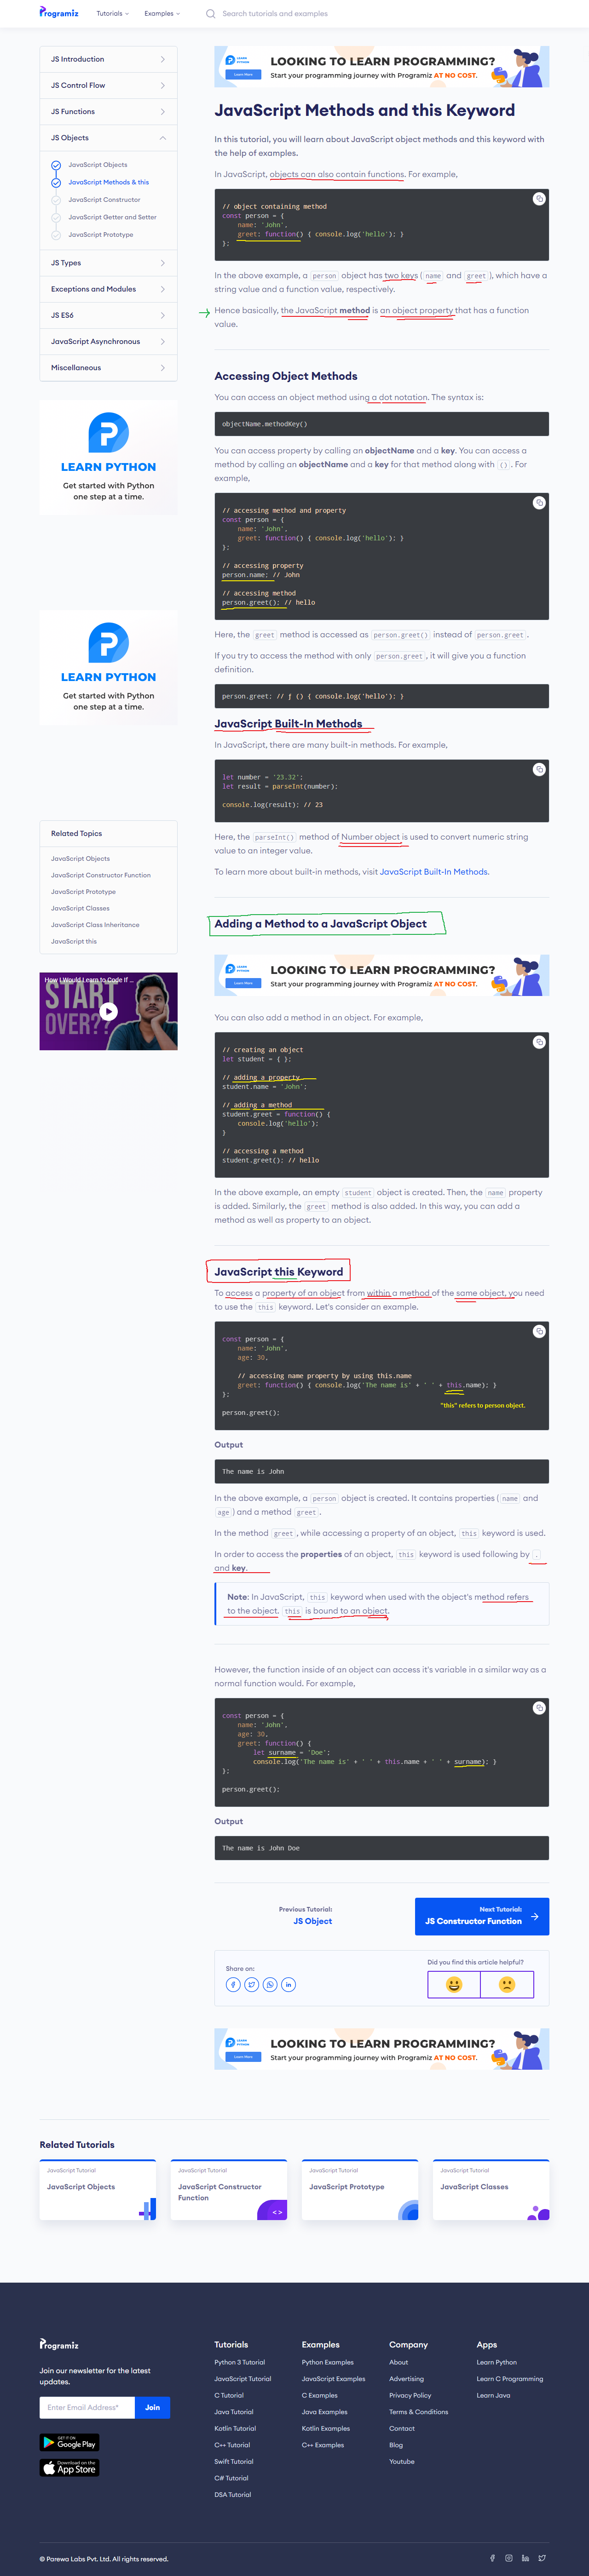 Programiz
Tutorials
Examples
Search tutorials and examples
JS Introduction
JS Control Flow
JS Functions
JS Objects
JavaScript Objects
JavaScript Methods & this
JavaScript Constructor
JavaScript Getter and Setter
JavaScript Prototype
JS Types
Exceptions and Modules
JS ES6
JavaScript Asynchronous
Miscellaneous
LEARN PYTHON
Get started with Python
one step at a time.
LEARN PYTHON
Get started with Python
one step at a time.
Related Topics
JavaScript Objects
JavaScript Constructor Function
JavaScript Prototype
JavaScript Classes
JavaScript Class Inheritance
JavaScript this
How I Would Learn to Code If ...
START
OVER??
LEARN PYTHON
Learn More
LOOKING TO LEARN PROGRAMMING?
Start your programming journey with Programiz AT NO COST.
JavaScript Methods and this Keyword
In this tutorial, you will learn about JavaScript object methods and this keyword with
the help of examples.
In JavaScript, objects can also contain functions. For example,
// object containing method
const person = {
name: 'John',
greet: function() { console.log('hello'); }
};
In the above example, a person object has two keys ( name and greet ), which have a
string value and a function value, respectively.
Hence basically, the JavaScript method is an object property that has a function
value.
Accessing Object Methods
You can access an object method using a dot notation. The syntax is:
objectName.methodKey()
You can access property by calling an objectName and a key. You can access a
method by calling an objectName and a key for that method along with () . For
example,
// accessing method and property
const person = {
name: 'John',
greet: function() { console.log('hello'); }
};
// accessing property
person.name; // John
// accessing method
person.greet(); // hello
Here, the greet method is accessed as person.greet() instead of person.greet .
If you try to access the method with only person.greet , it will give you a function
definition.
person.greet; // ƒ () { console.log('hello'); }
JavaScript Built-In Methods
In JavaScript, there are many built-in methods. For example,
let number = '23.32';
let result = parseInt(number);
console.log(result); // 23
Here, the parseInt() method of Number object is used to convert numeric string
value to an integer value.
To learn more about built-in methods, visit JavaScript Built-In Methods.
Adding a Method to a JavaScript Object
LEARN PYTHON
Learn More
LOOKING TO LEARN PROGRAMMING?
Start your programming journey with Programiz AT NO COST.
You can also add a method in an object. For example,
// creating an object
let student = { };
// adding a property
student.name = 'John';
// adding a method
student.greet = function() {
console.log('hello');
}
// accessing a method
student.greet(); // hello
In the above example, an empty student object is created. Then, the name property
is added. Similarly, the greet method is also added. In this way, you can add a
method as well as property to an object.
JavaScript this Keyword
To access a property of an object from within a method of the same object, you need
to use the this keyword. Let's consider an example.
const person = {
name: 'John',
age: 30,
// accessing name property by using this.name
greet: function() { console.log('The name is' + ' ' + this.name); }
};
"this" refers to person object.
person.greet();
Output
The name is John
In the above example, a person object is created. It contains properties ( name and
age ) and a method greet .
In the method greet , while accessing a property of an object, this keyword is used.
In order to access the properties of an object, this keyword is used following by .
and key.
Note: In JavaScript, this keyword when used with the object's method refers
to the object. this is bound to an object.
However, the function inside of an object can access it's variable in a similar way as a
normal function would. For example,
const person = {
name: 'John',
age: 30,
greet: function() {
let surname = 'Doe';
console.log('The name is' + ' ' + this.name + ' ' + surname); }
};
person.greet();
Output
The name is John Doe
Previous Tutorial:
JS Object
Next Tutorial:
JS Constructor Function
Share on:
Did you find this article helpful?
LEARN PYTHON
Learn More
LOOKING TO LEARN PROGRAMMING?
Start your programming journey with Programiz AT NO COST.
Related Tutorials
JavaScript Tutorial
JavaScript Objects
JavaScript Tutorial
JavaScript Constructor
Function
JavaScript Tutorial
JavaScript Prototype
JavaScript Tutorial
JavaScript Classes
Programiz
Join our newsletter for the latest
updates.
Enter Email Address*
Join
GET IT ON
Google Play
Download on the
App Store
Tutorials
Python 3 Tutorial
JavaScript Tutorial
C Tutorial
Java Tutorial
Kotlin Tutorial
C++ Tutorial
Swift Tutorial
C# Tutorial
DSA Tutorial
Examples
Python Examples
JavaScript Examples
C Examples
Java Examples
Kotlin Examples
C++ Examples
Company
About
Advertising
Privacy Policy
Terms & Conditions
Contact
Blog
Youtube
Apps
Learn Python
Learn C Programming
Learn Java
© Parewa Labs Pvt. Ltd. All rights reserved.